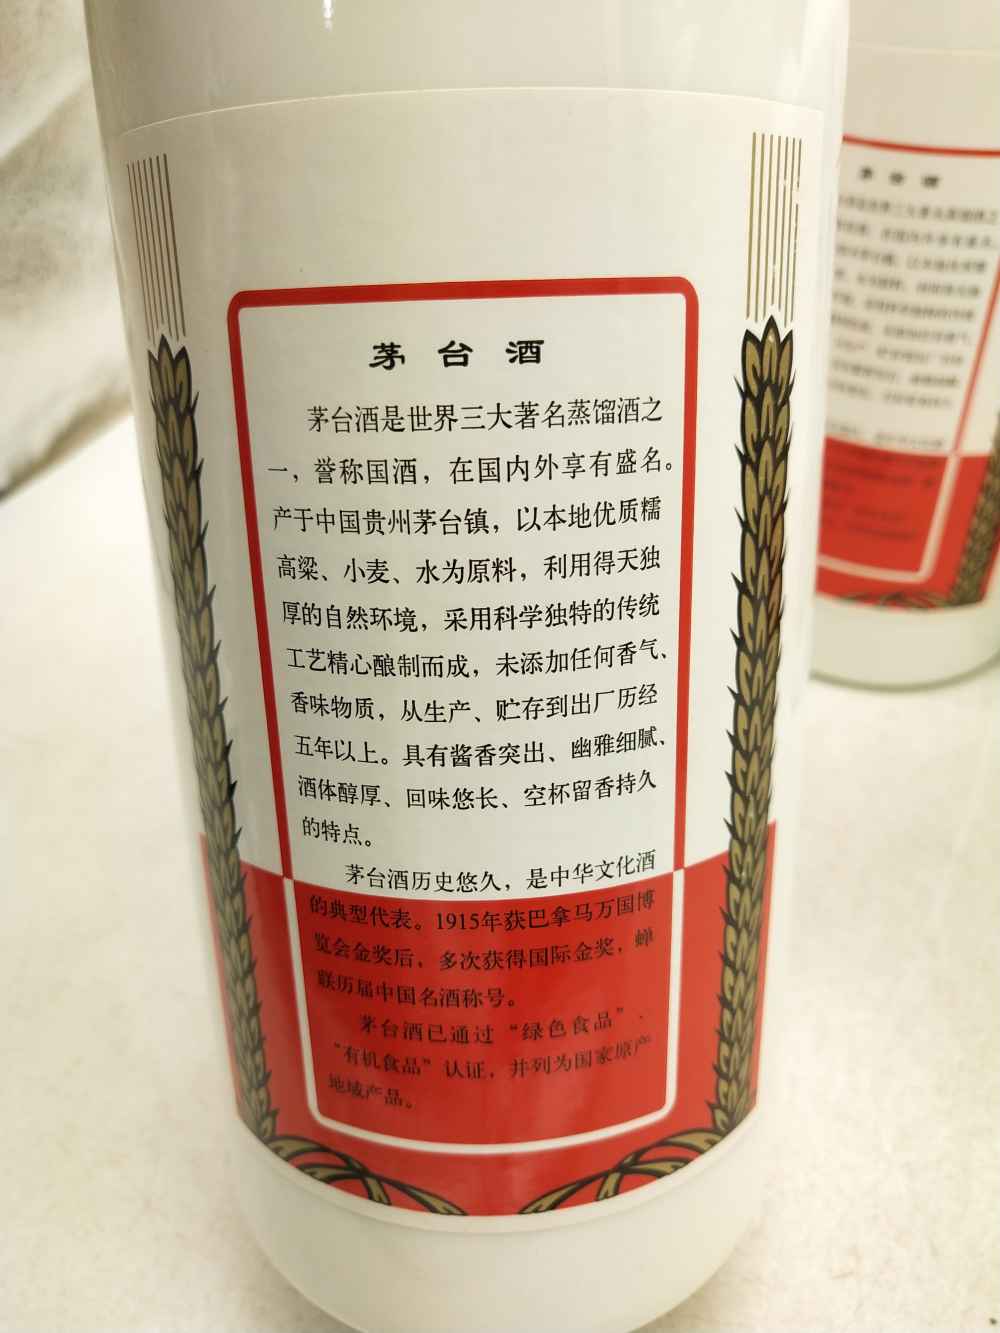 茅台酒
茅台酒是世界三大著名蒸馏酒之
一，誉称国酒，在国内外享有盛名。
产于中国贵州茅台镇，以本地优质糯
高粱、小麦、水为原料，利用得天独
厚的自然环境，采用科学独特的传统
工艺精心酿制而成，未添加任何香气、
香味物质，从生产、贮存到出厂历经
五年以上。具有酱香突出、幽雅细腻、
酒体醇厚、回味悠长、空杯留香持久
的特点。
茅台酒历史悠久，是中华文化酒
的典型代表。1915年获巴拿马万国博
览会金奖后，多次获得国际金奖，蝉
联历届中国名酒称号。
茅台酒已通过“绿色食品”、
“有机食品”认证，并列为国家原产
地域产品。
茅台酒